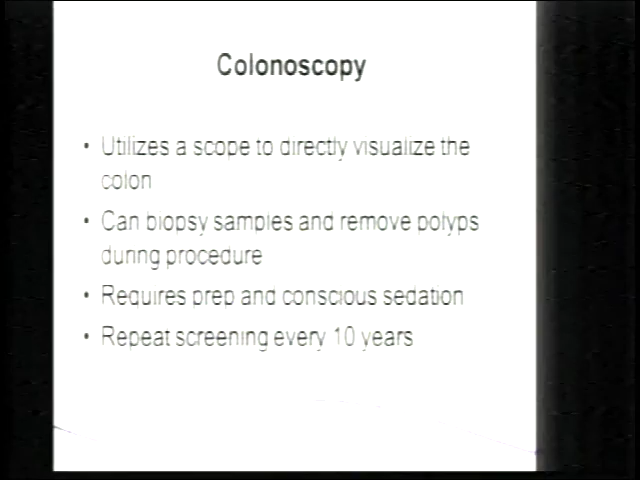 Colonoscopy
• Utilizes a scope to directly visualize the
colon
• Can biopsy samples and remove polyps
during procedure
• Requires prep and conscious sedation
• Repeat screening every 10 years